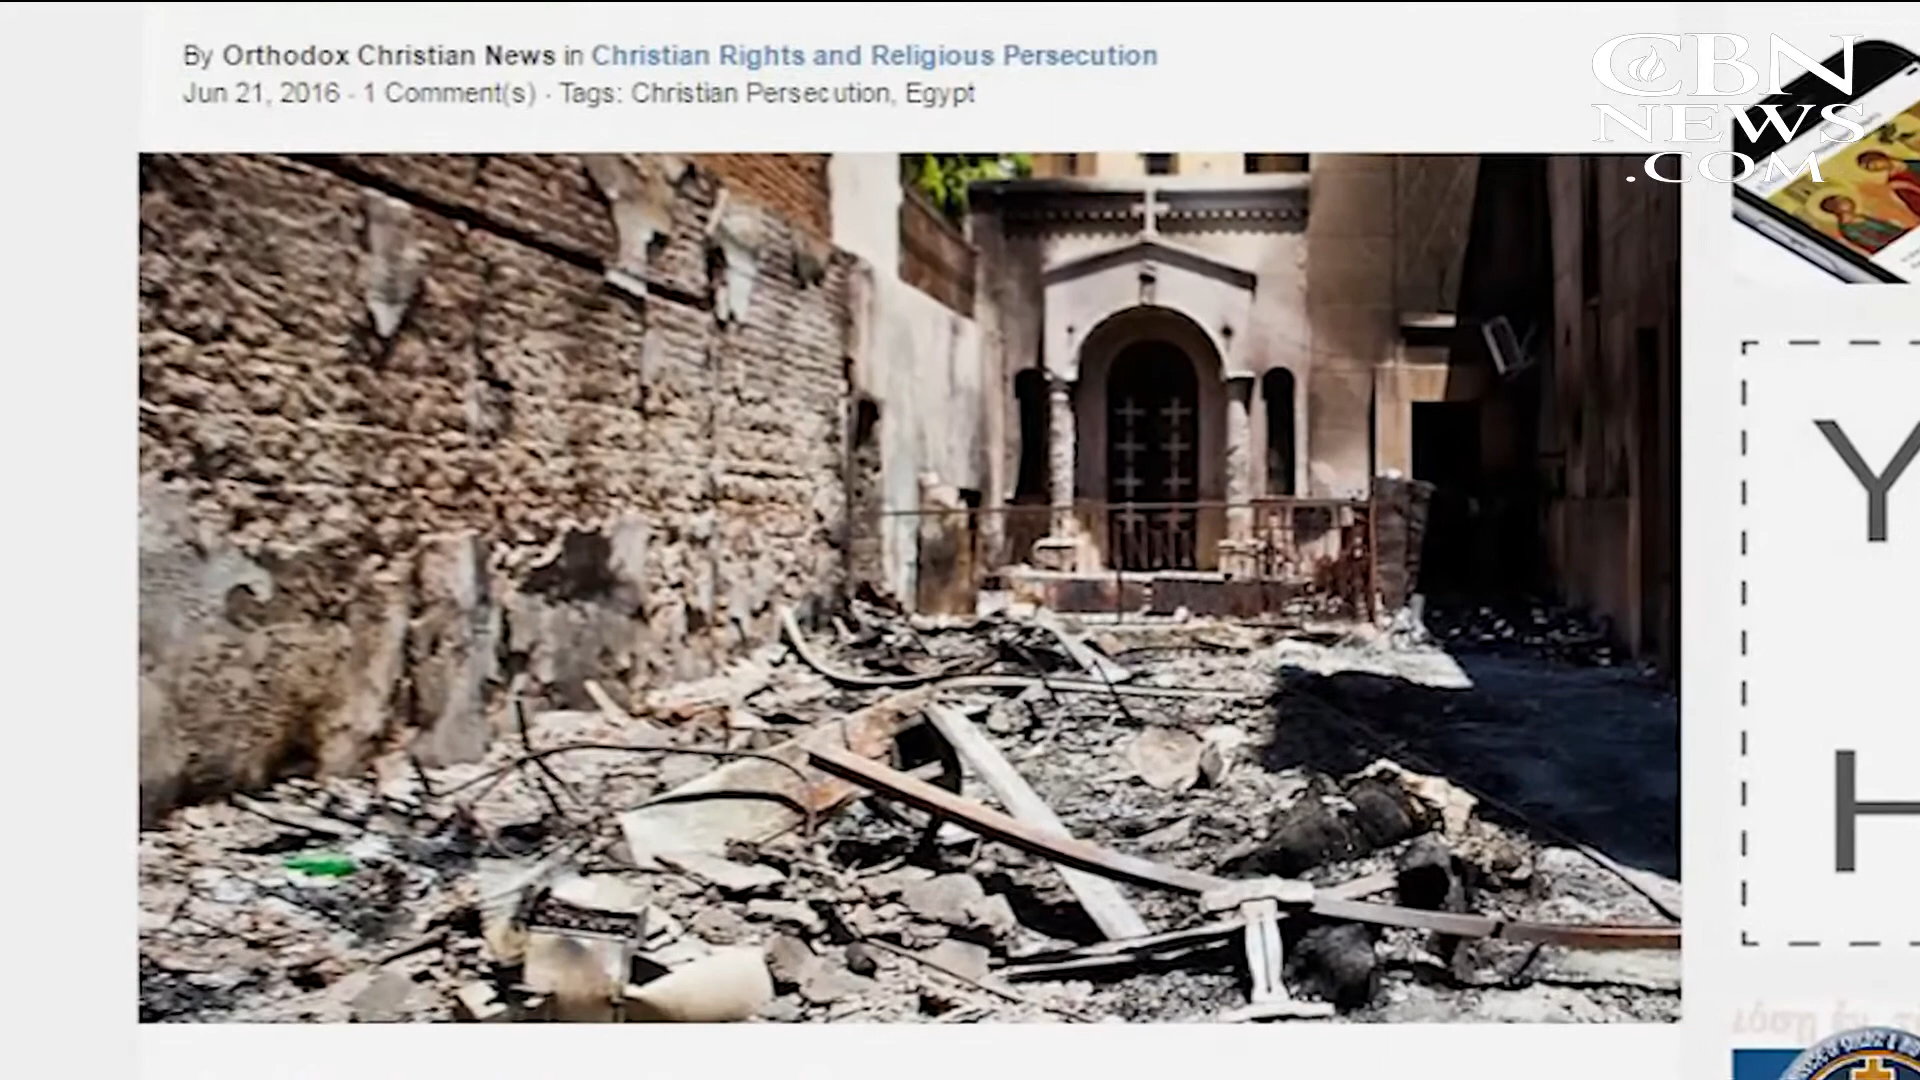 By Orthodox Christian News in Christian Rights and Religious Persecution
Jun 21, 2016 - 1 Comment(s) · Tags: Christian Persecution, Egypt
CBN
NEWS
.COM
Y
H